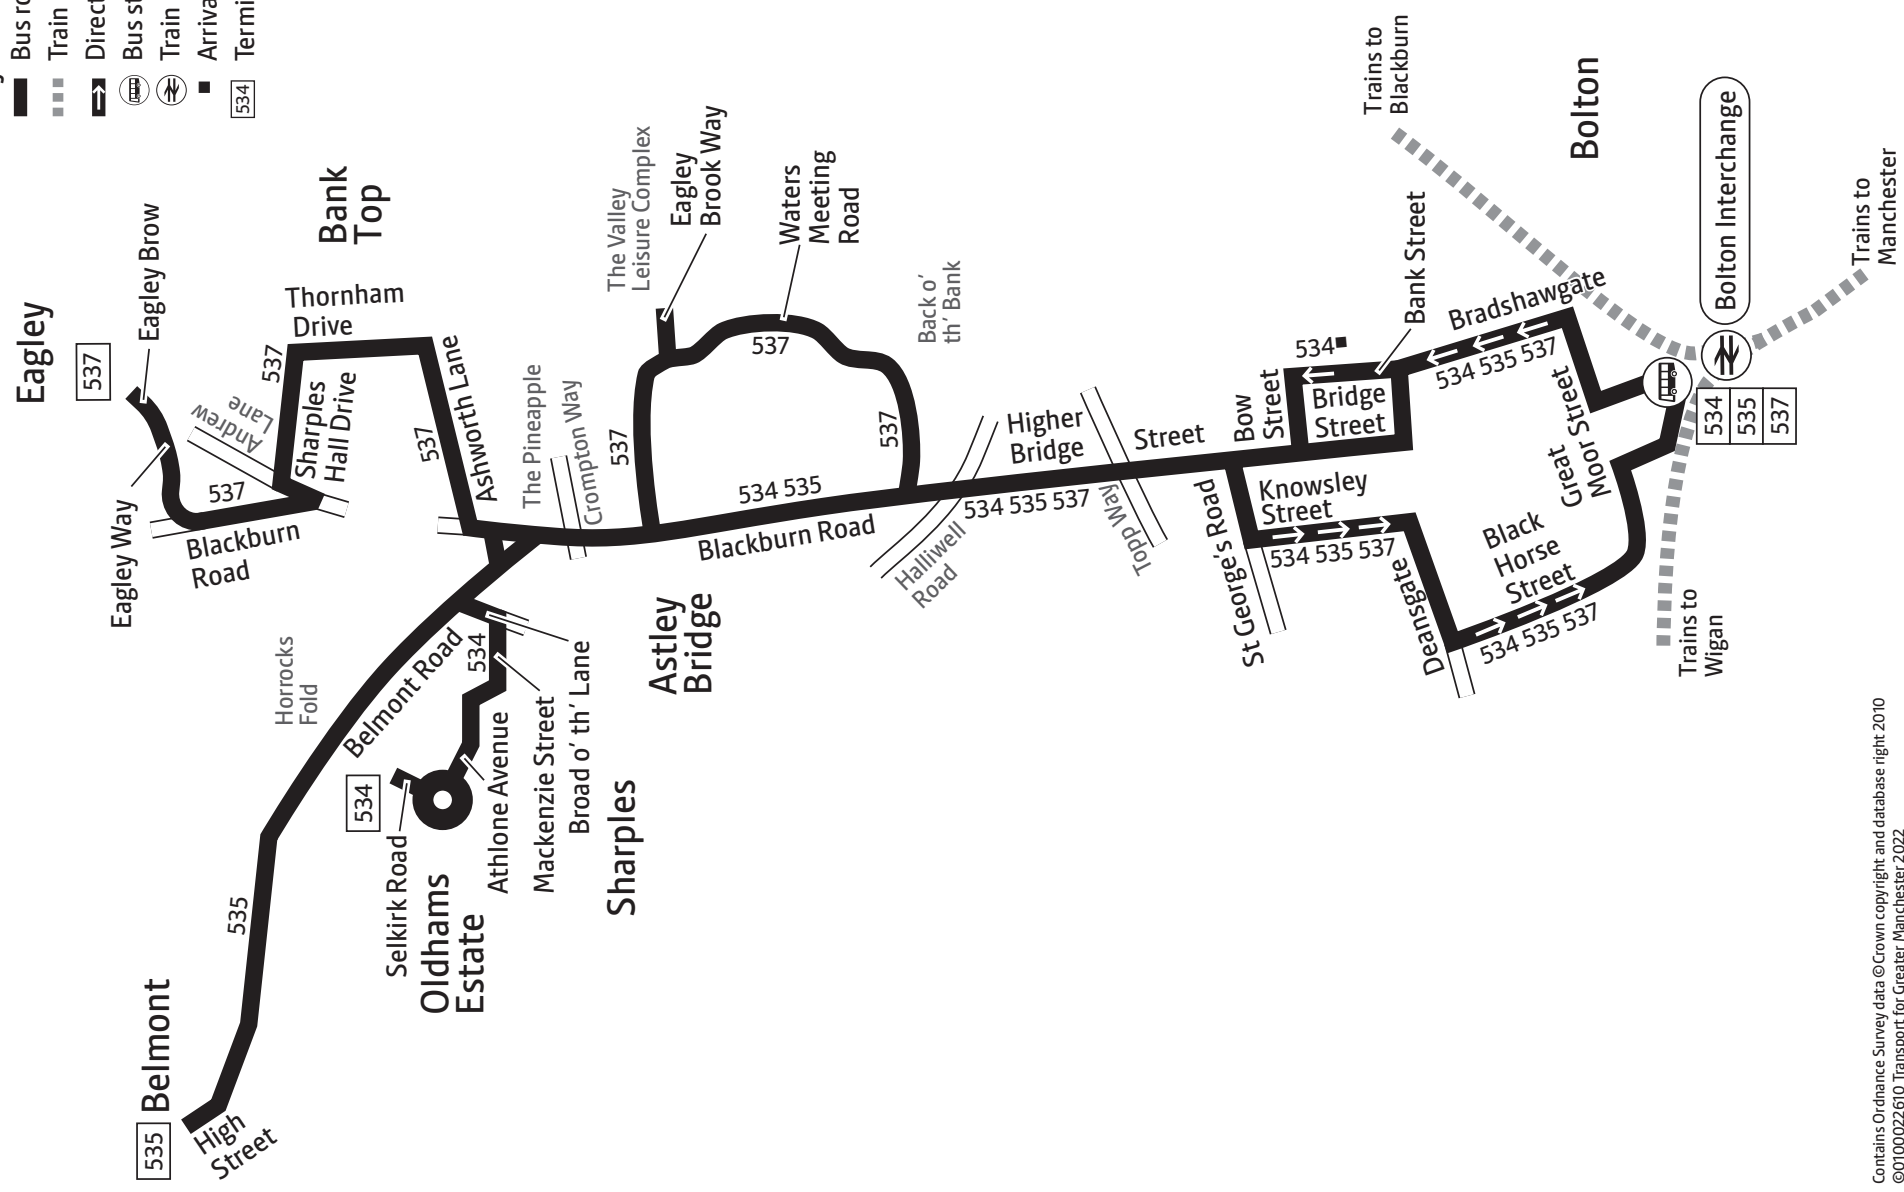 Bus ro
Train
Direct
Bus st
Train
Arriva
534
Termi
Eagley
537
Eagley Brow
Eagley Way
Andrew
Lane
537
Blackburn
Road
537
Sharples
Hall Drive
Thornham
Drive
Bank
Top
537
Ashworth Lane
The Pineapple
Crompton Way
The Valley
Leisure Complex
Eagley
Brook Way
Waters
Meeting
Road
537
537
537
Back o’
th’ Bank
534 535
Blackburn Road
535
Belmont
High
Street
535
Horrocks
Fold
Belmont Road
534
534
Selkirk Road
Oldhams
Estate
Athlone Avenue
Mackenzie Street
Broad o’ th’ Lane
Sharples
Astley
Bridge
Halliwell
Road
Higher
Bridge
Street
534 535 537
Topp Way
St George’s Road
Knowsley
Street
534 535 537
Bow
Street
534
Bridge
Street
Bank Street
Bradshawgate
534 535 537
Deansgate
Black
Horse
Street
534 535 537
Great
Moor Street
Bolton
Bolton Interchange
534
535
537
Trains to
Blackburn
Trains to
Manchester
Trains to
Wigan
Contains Ordnance Survey data ©Crown copyright and database right 2010
©0100022610 Transport for Greater Manchester 2022